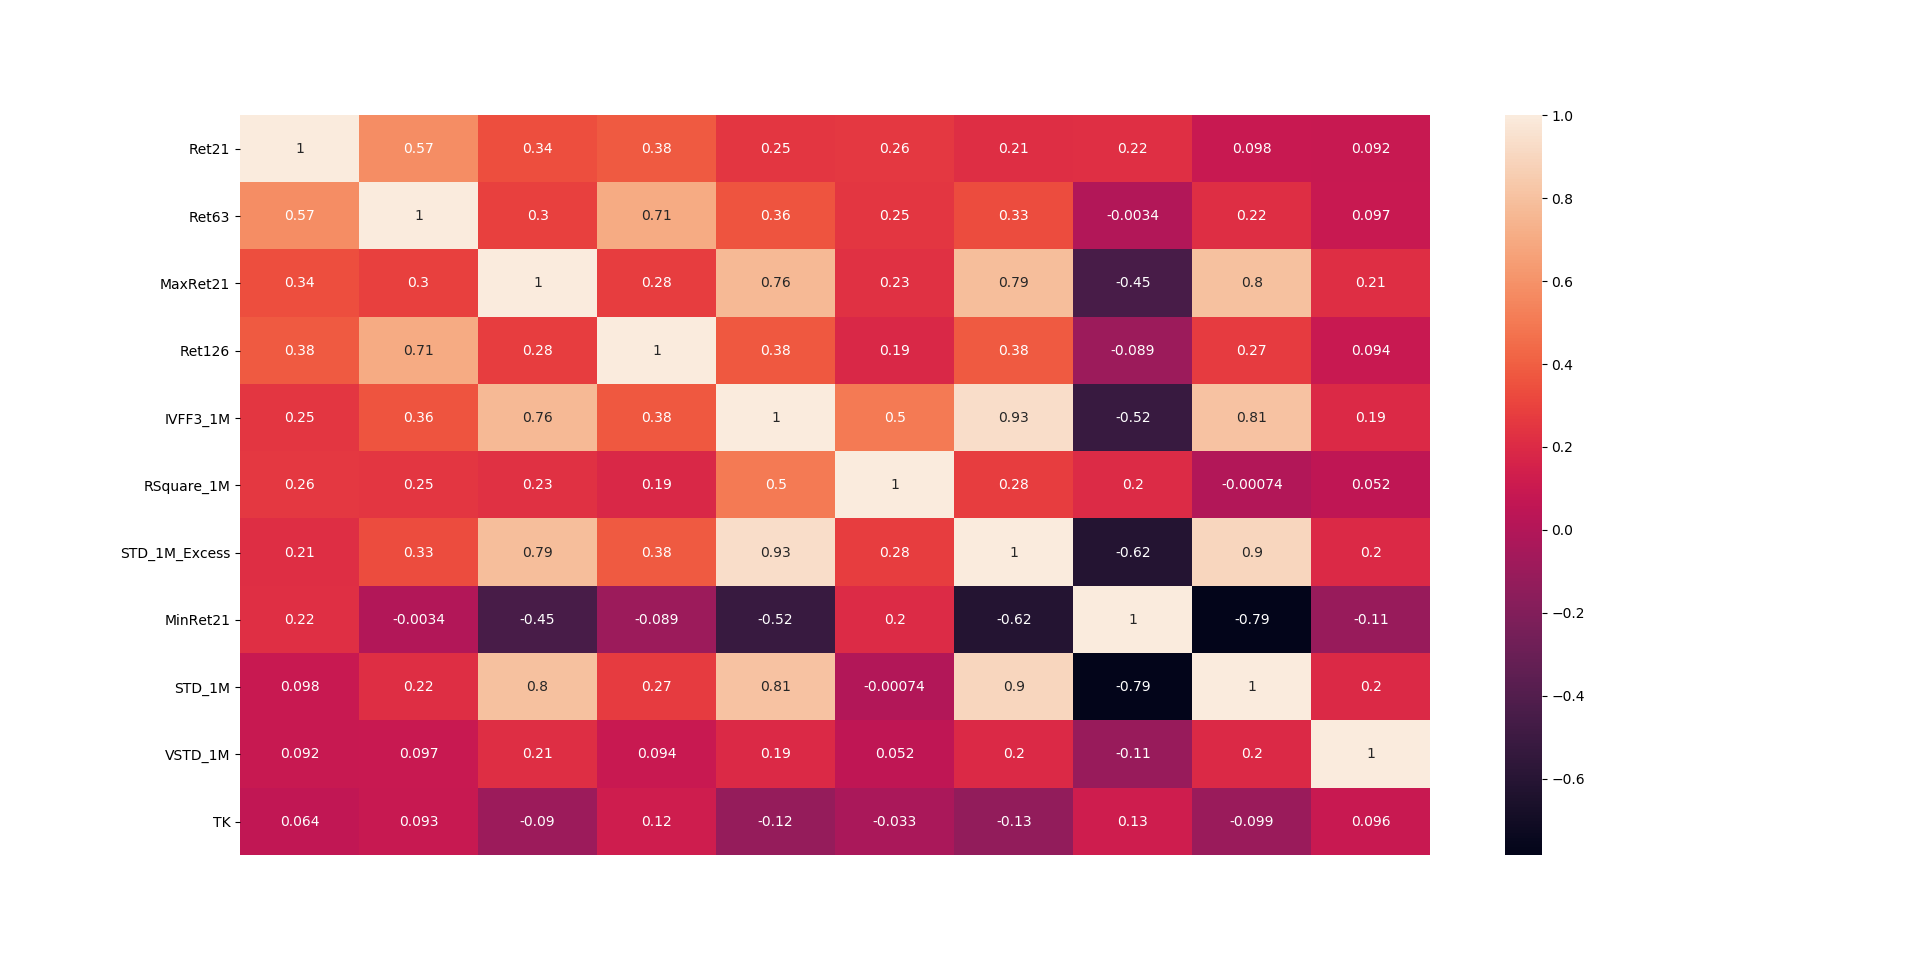 Ret21 1 0.57 0.34 0.38 0.25 0.26 0.21 0.22 0.098 0.092
Ret63 0.57 1 0.3 0.71 0.36 0.25 0.33 -0.0034 0.22 0.097
MaxRet21 0.34 0.3 1 0.28 0.76 0.23 0.79 -0.45 0.8 0.21
Ret126 0.38 0.71 0.28 1 0.38 0.19 0.38 -0.089 0.27 0.094
IVFF3_1M 0.25 0.36 0.76 0.38 1 0.5 0.93 -0.52 0.81 0.19
RSquare_1M 0.26 0.25 0.23 0.19 0.5 1 0.28 0.2 -0.00074 0.052
STD_1M_Excess 0.21 0.33 0.79 0.38 0.93 0.28 1 -0.62 0.9 0.2
MinRet21 0.22 -0.0034 -0.45 -0.089 -0.52 0.2 -0.62 1 -0.79 -0.11
STD_1M 0.098 0.22 0.8 0.27 0.81 -0.00074 0.9 -0.79 1 0.2
VSTD_1M 0.092 0.097 0.21 0.094 0.19 0.052 0.2 -0.11 0.2 1
TK 0.064 0.093 -0.09 0.12 -0.12 -0.033 -0.13 0.13 -0.099 0.096
1.0
0.8
0.6
0.4
0.2
0.0
−0.2
−0.4
−0.6